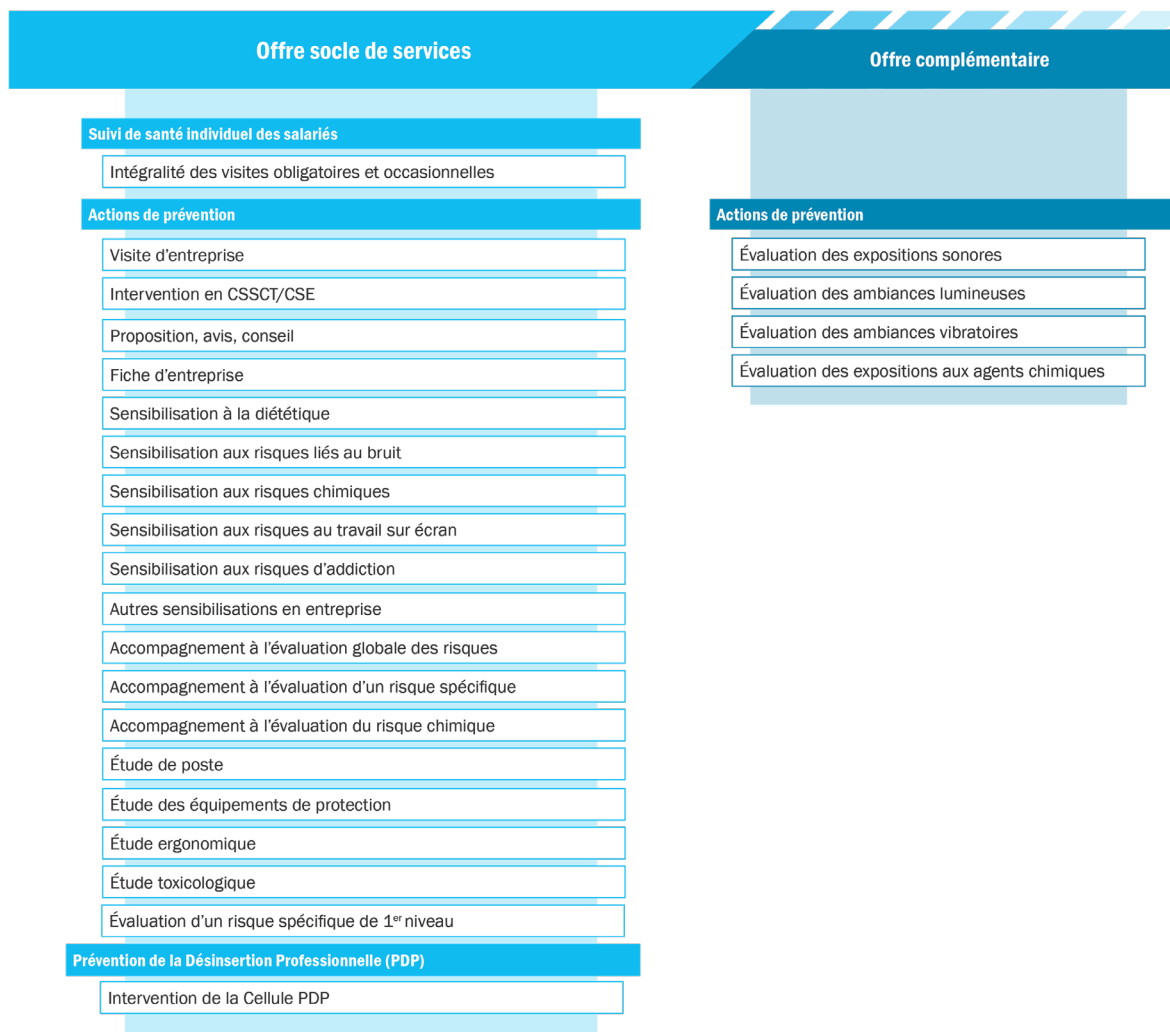 Offre socle de services
Offre complémentaire
Suivi de santé individuel des salariés
Intégralité des visites obligatoires et occasionnelles
Actions de prévention
Visite d'entreprise
Intervention en CSSCT/CSE
Proposition, avis, conseil
Fiche d'entreprise
Sensibilisation à la diététique
Sensibilisation aux risques liés au bruit
Sensibilisation aux risques chimiques
Sensibilisation aux risques au travail sur écran
Sensibilisation aux risques d'addiction
Autres sensibilisations en entreprise
Accompagnement à l'évaluation globale des risques
Accompagnement à l'évaluation d'un risque spécifique
Accompagnement à l'évaluation du risque chimique
Étude de poste
Étude des équipements de protection
Étude ergonomique
Étude toxicologique
Évaluation d'un risque spécifique de 1er niveau
Prévention de la Désinsertion Professionnelle (PDP)
Intervention de la Cellule PDP
Actions de prévention
Évaluation des expositions sonores
Évaluation des ambiances lumineuses
Évaluation des ambiances vibratoires
Évaluation des expositions aux agents chimiques